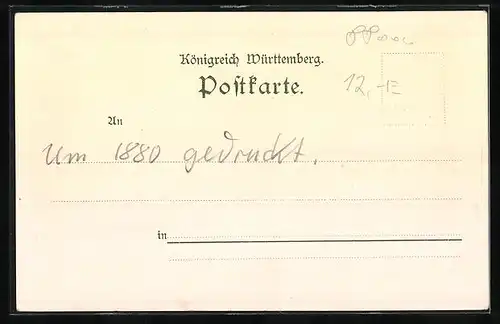 Königreich Württemberg.
Postkarte.
12,-
An
Um 1880 gedruckt.
in